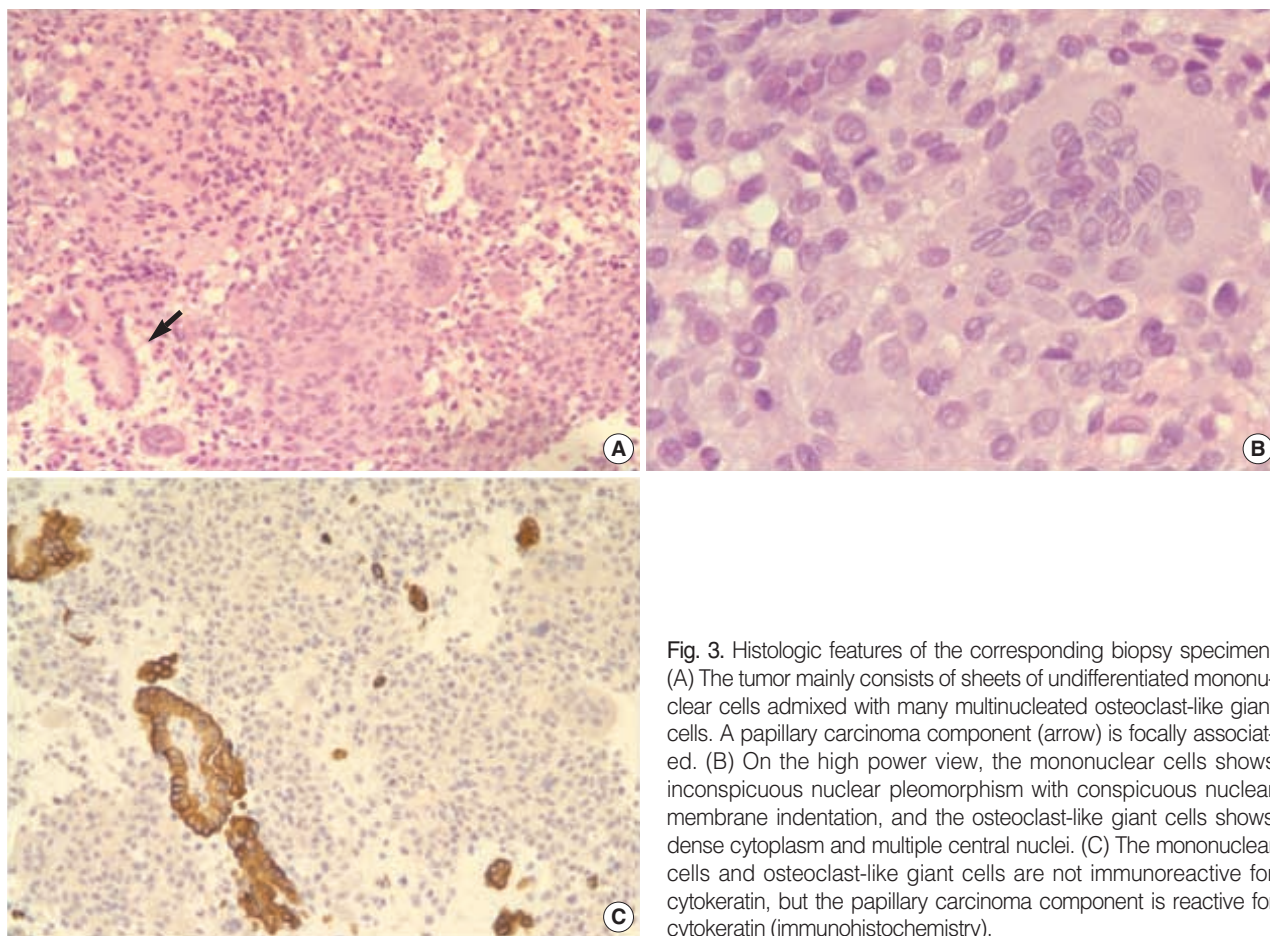 A
B
C
Fig. 3. Histologic features of the corresponding biopsy specimen.
(A) The tumor mainly consists of sheets of undifferentiated mononu-
clear cells admixed with many multinucleated osteoclast-like giant
cells. A papillary carcinoma component (arrow) is focally associat-
ed. (B) On the high power view, the mononuclear cells shows
inconspicuous nuclear pleomorphism with conspicuous nuclear
membrane indentation, and the osteoclast-like giant cells shows
dense cytoplasm and multiple central nuclei. (C) The mononuclear
cells and osteoclast-like giant cells are not immunoreactive for
cytokeratin, but the papillary carcinoma component is reactive for
cytokeratin (immunohistochemistry).